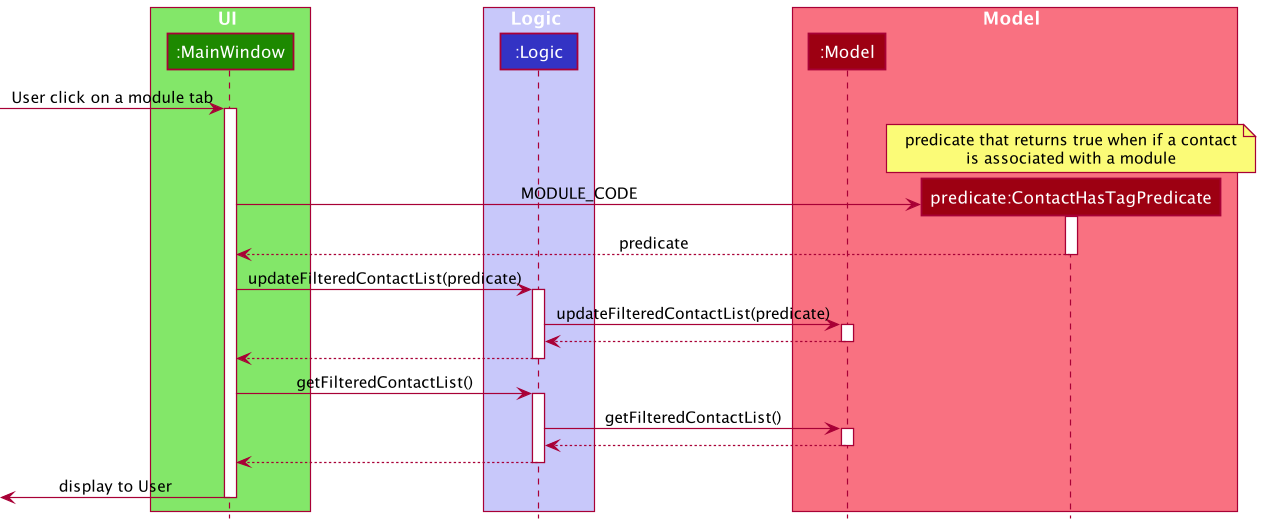 UI
Logic
Model
:MainWindow
:Logic
:Model
User click on a module tab
predicate that returns true when if a contact
is associated with a module
MODULE_CODE
predicate:ContactHasTagPredicate
predicate
updateFilteredContactList(predicate)
updateFilteredContactList(predicate)
getFilteredContactList()
getFilteredContactList()
display to User